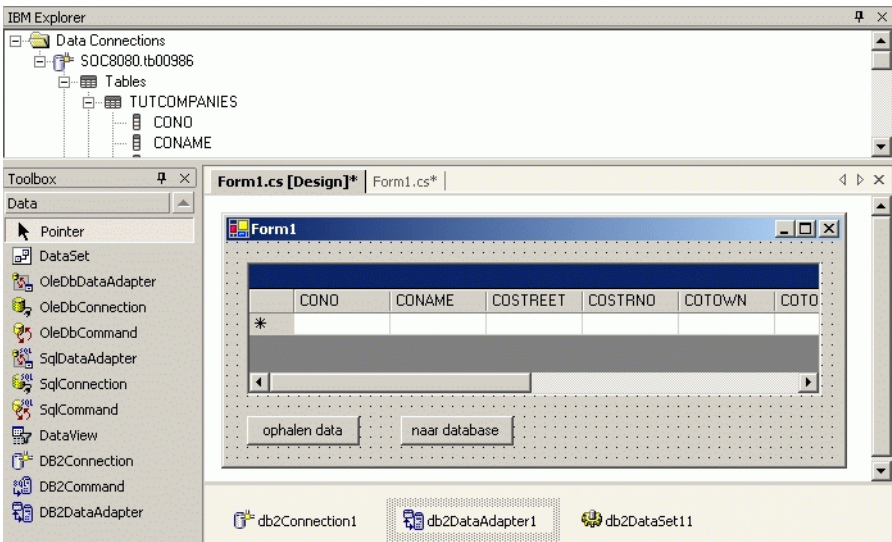 IBM Explorer
Data Connections
SOC8080.tb00986
Tables
TUTCOMPANIES
CONO
CONAME
Toolbox
Data
Pointer
DataSet
OleDbDataAdapter
OleDbConnection
OleDbCommand
SqlDataAdapter
SqlConnection
SqlCommand
DataView
DB2Connection
DB2Command
DB2DataAdapter
Form1.cs [Design]* Form1.cs*
Form1
CONO CONAME COSTREET COSTRNO COTOWN COTO
ophalen data naar database
db2Connection1 db2DataAdapter1 db2DataSet11